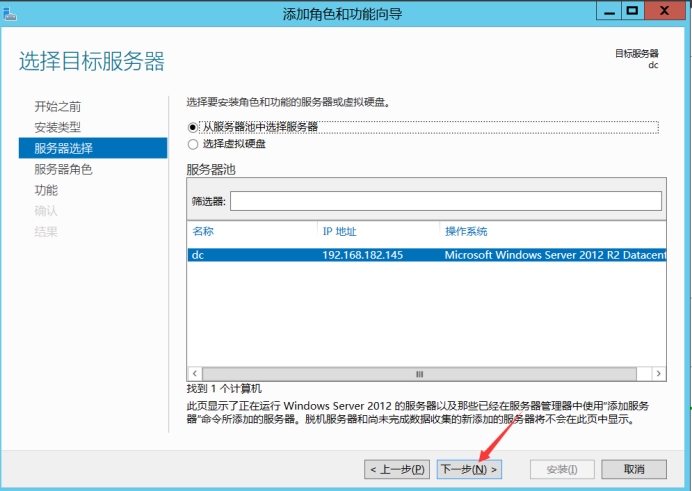 添加角色和功能向导
选择目标服务器
目标服务器
dc
开始之前
安装类型
服务器选择
服务器角色
功能
确认
结果
选择要安装角色和功能的服务器或虚拟硬盘。
从服务器池中选择服务器
选择虚拟硬盘
服务器池
筛选器:
名称 IP 地址 操作系统
dc 192.168.182.145 Microsoft Windows Server 2012 R2 Datacent
找到 1 个计算机
此页显示了正在运行 Windows Server 2012 的服务器以及那些已经在服务器管理器中使用"添加服务
器"命令所添加的服务器。脱机服务器和尚未完成数据收集的新添加的服务器将不会在此页中显示。
< 上一步(P) 下一步(N) > 安装(I) 取消